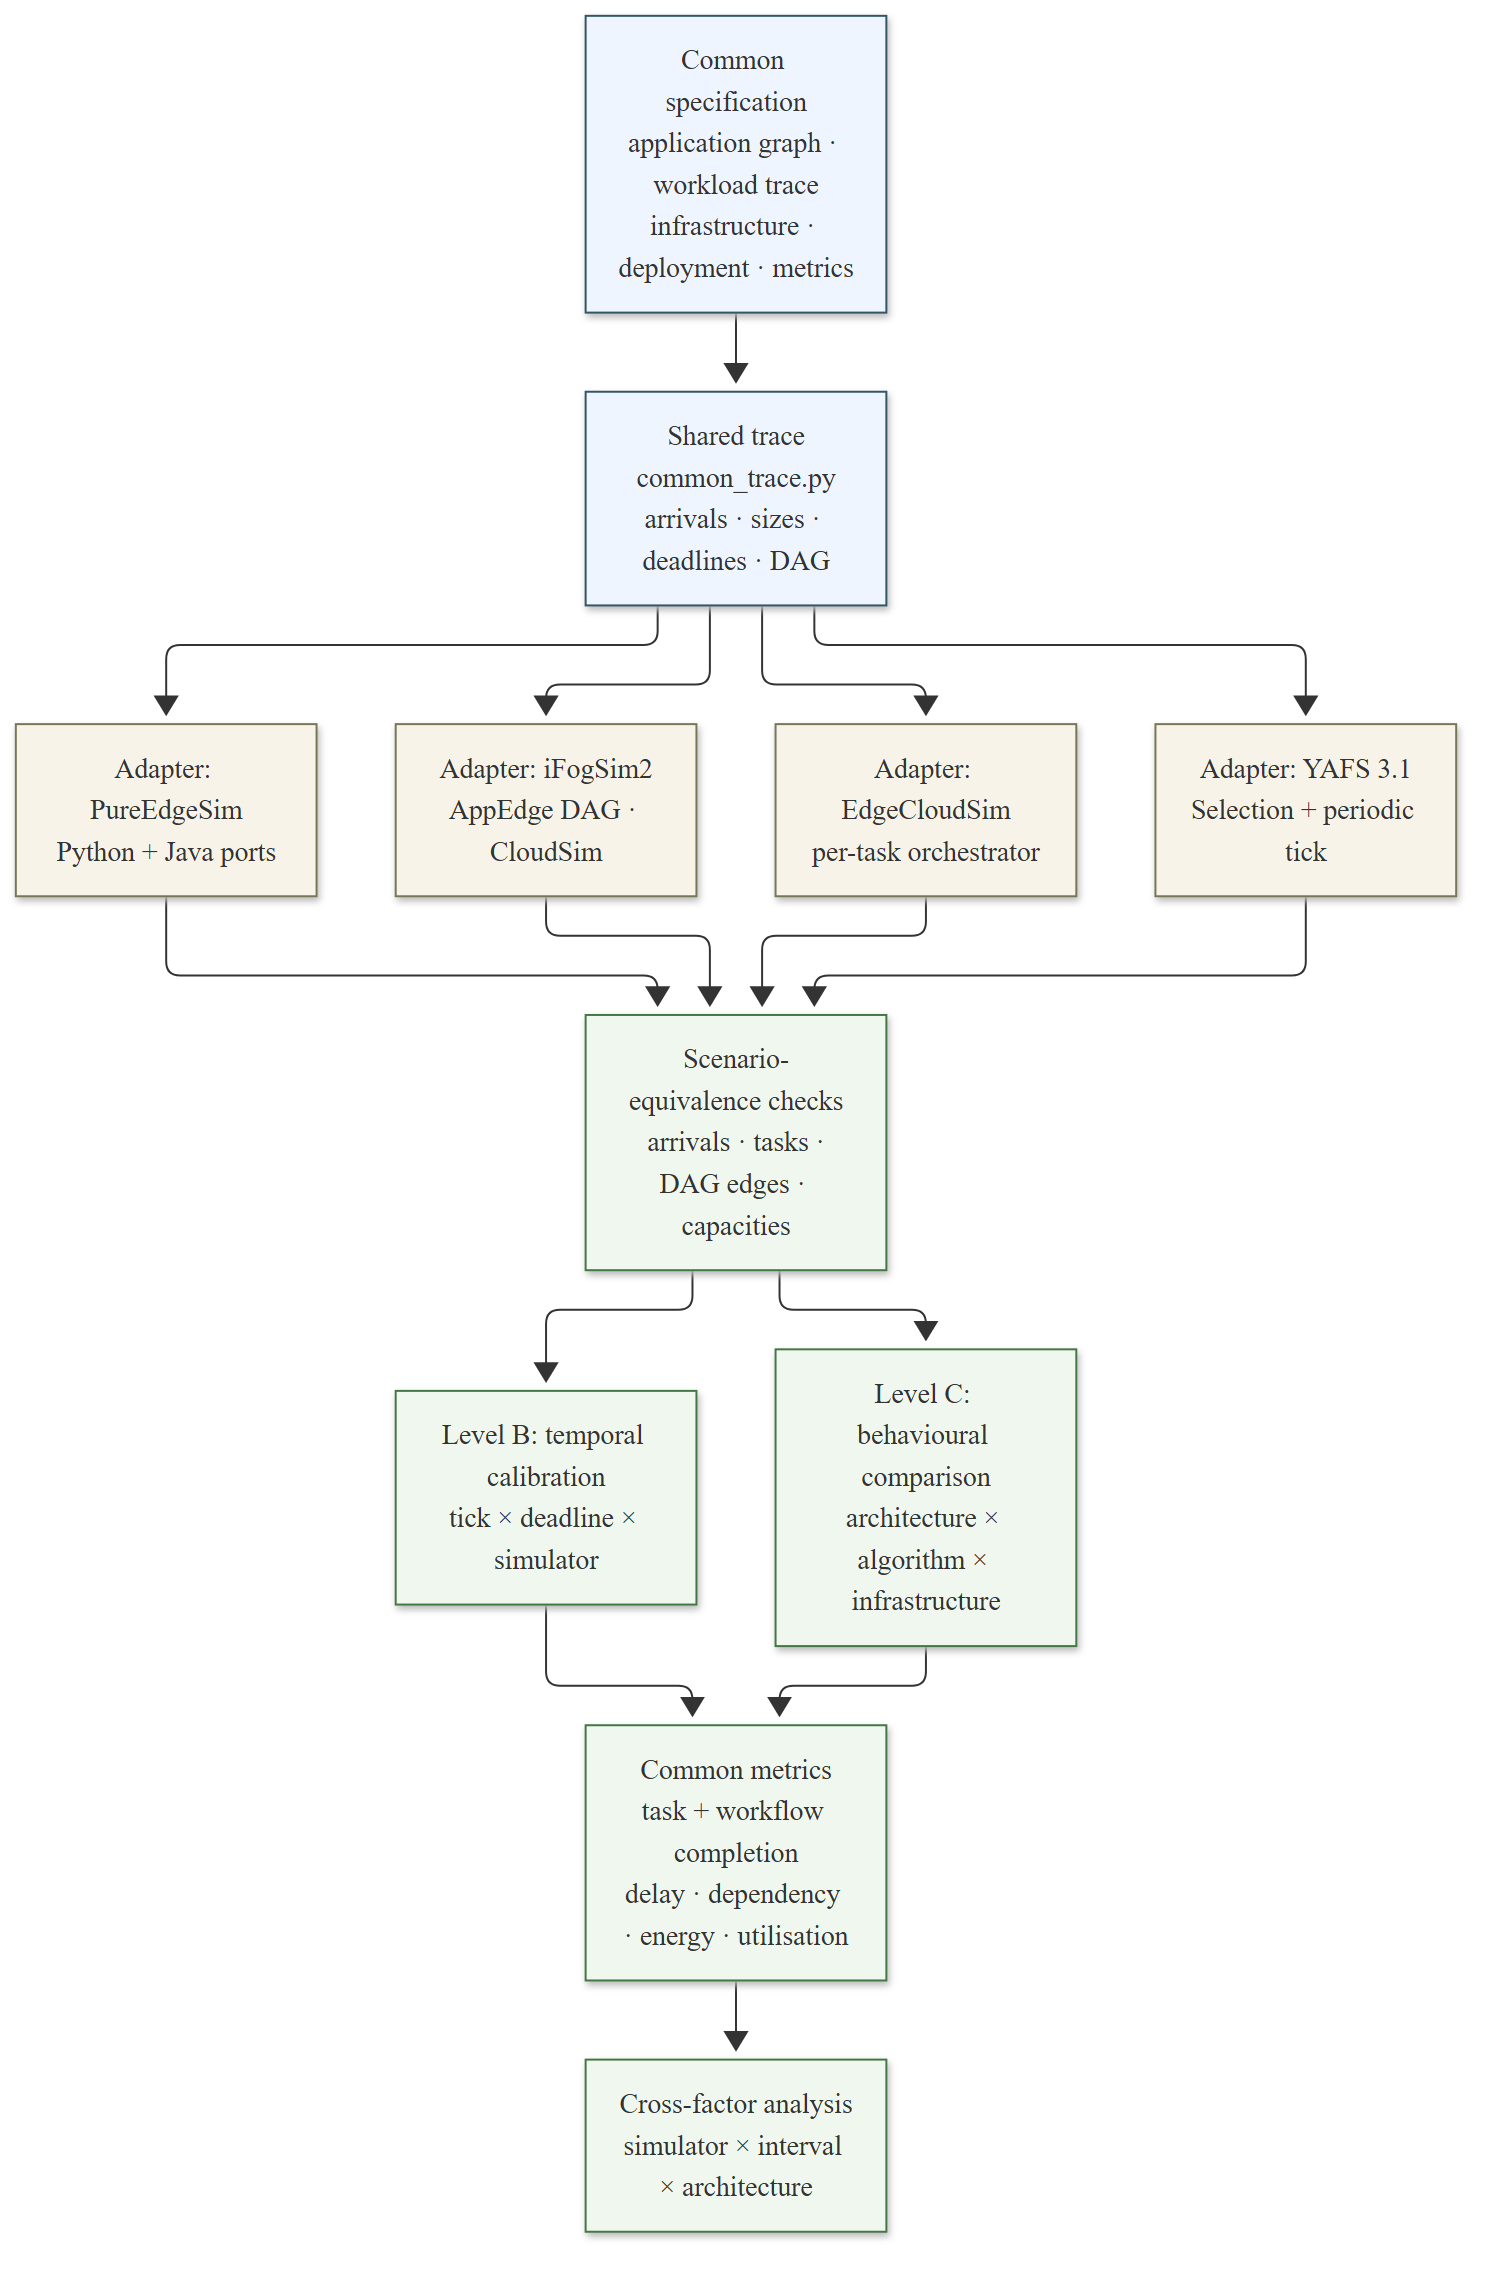 Common
specification
application graph ·
workload trace
infrastructure ·
deployment · metrics
Shared trace
common_trace.py
arrivals · sizes ·
deadlines · DAG
Adapter:
PureEdgeSim
Python + Java ports
Adapter: iFogSim2
AppEdge DAG ·
CloudSim
Adapter:
EdgeCloudSim
per-task orchestrator
Adapter: YAFS 3.1
Selection + periodic
tick
Scenario-
equivalence checks
arrivals · tasks ·
DAG edges ·
capacities
Level B: temporal
calibration
tick × deadline ×
simulator
Level C:
behavioural
comparison
architecture ×
algorithm ×
infrastructure
Common metrics
task + workflow
completion
delay · dependency
· energy · utilisation
Cross-factor analysis
simulator × interval
× architecture